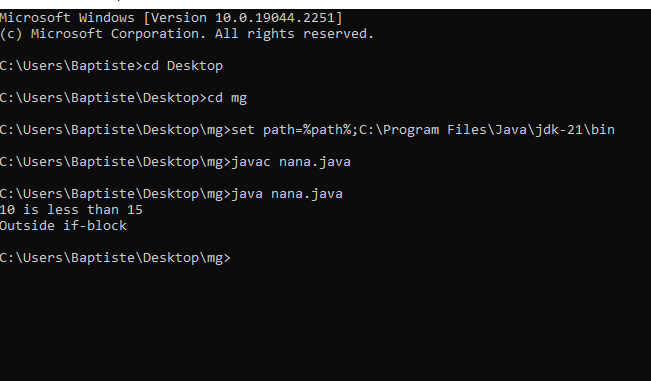 Microsoft Windows [Version 10.0.19044.2251]
(c) Microsoft Corporation. All rights reserved.
C:\Users\Baptiste>cd Desktop
C:\Users\Baptiste\Desktop>cd mg
C:\Users\Baptiste\Desktop\mg>set path=%path%;C:\Program Files\Java\jdk-21\bin
C:\Users\Baptiste\Desktop\mg>javac nana.java
C:\Users\Baptiste\Desktop\mg>java nana.java
10 is less than 15
Outside if-block
C:\Users\Baptiste\Desktop\mg>